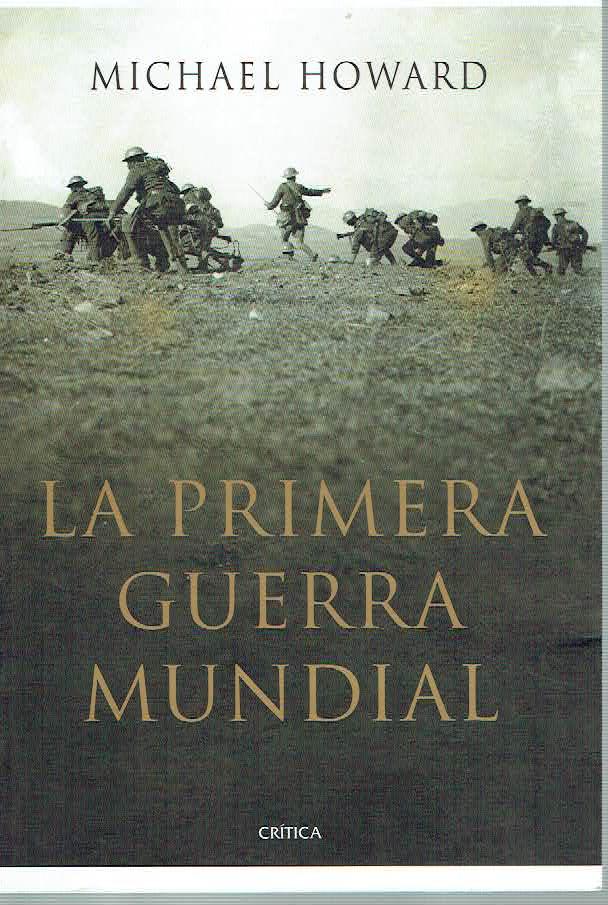 MICHAEL HOWARD
LA PRIMERA
GUERRA
MUNDIAL
CRÍTICA